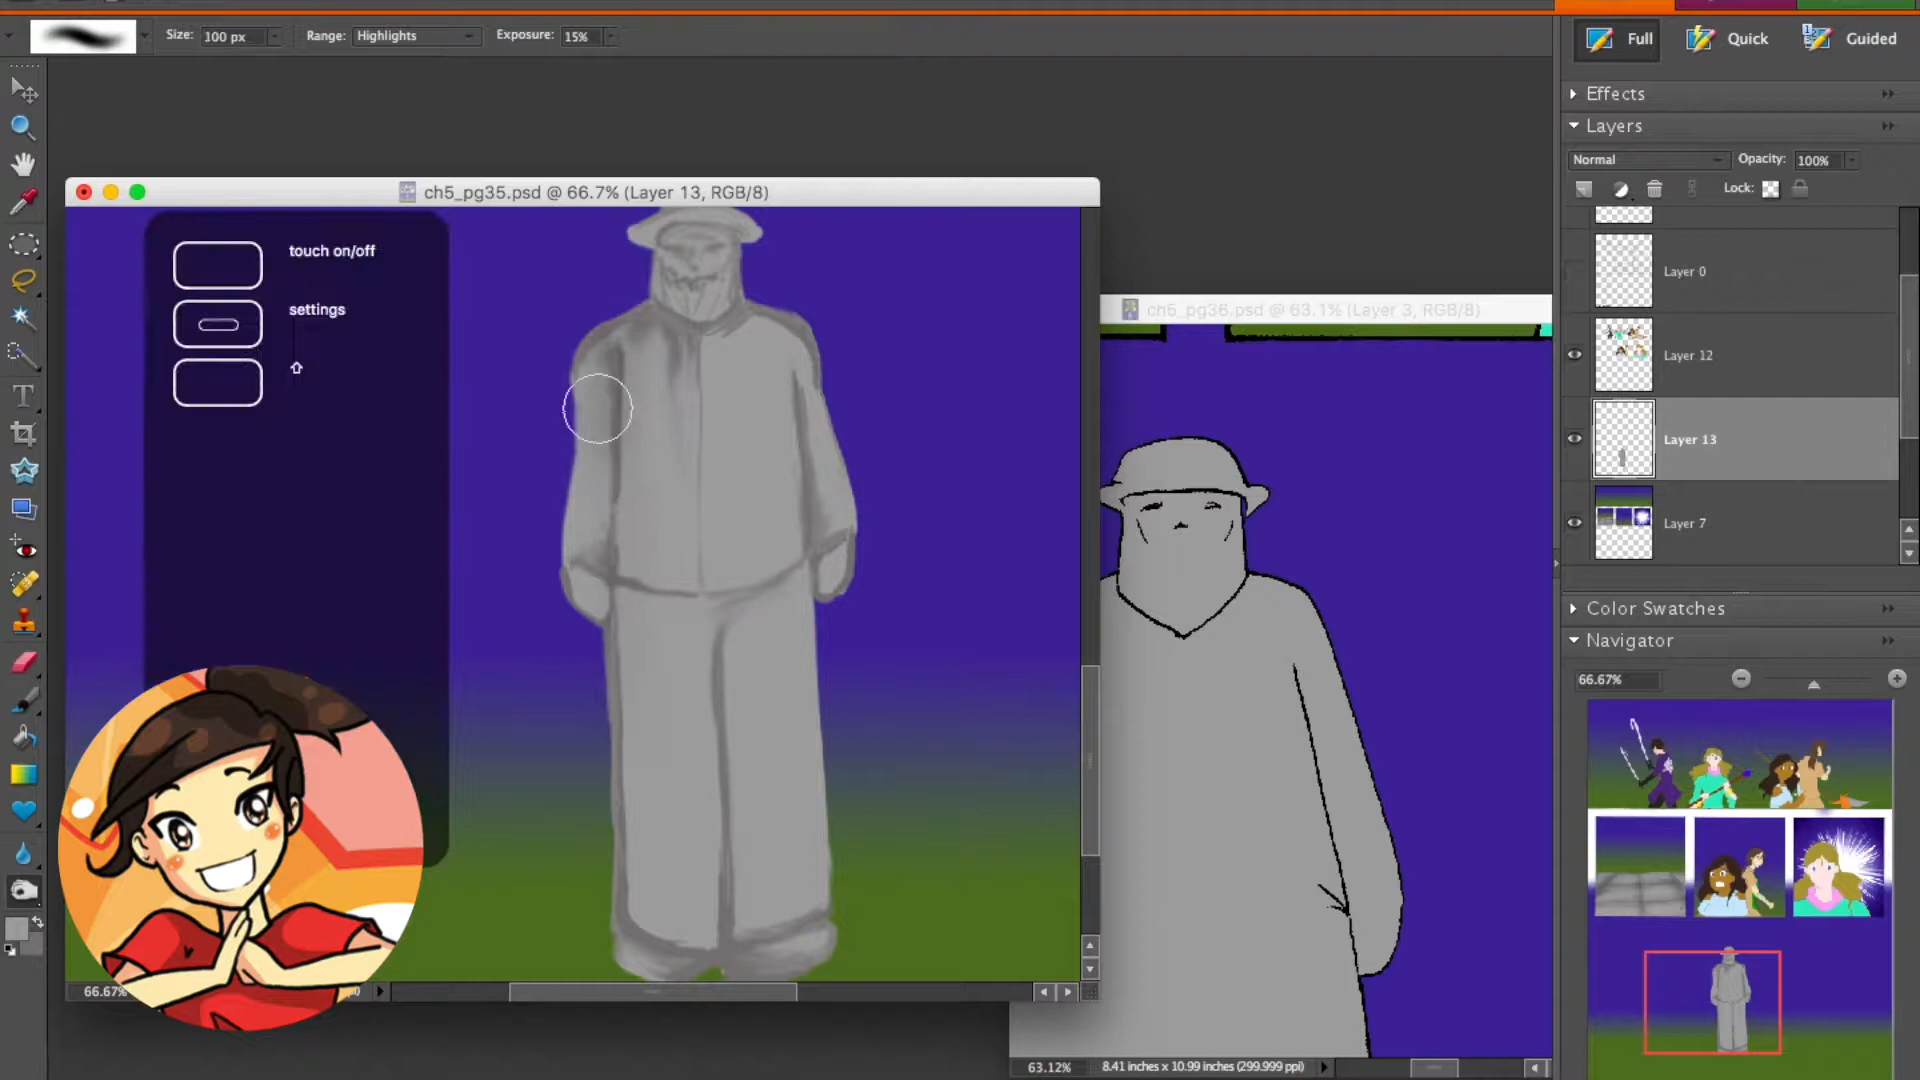 Size: 100 px Range: Highlights Exposure: 15%
Full Quick Guided
Effects
Layers
Normal Opacity: 100%
Lock:
Layer 0
Layer 12
Layer 13
Layer 7
Color Swatches
Navigator
66.67%
ch5_pg35.psd @ 66.7% (Layer 13, RGB/8)
touch on/off
settings
66.67%
ch5_pg36.psd @ 63.1% (Layer 3, RGB/8)
63.12% 8.41 inches x 10.99 inches (299.999 ppi)